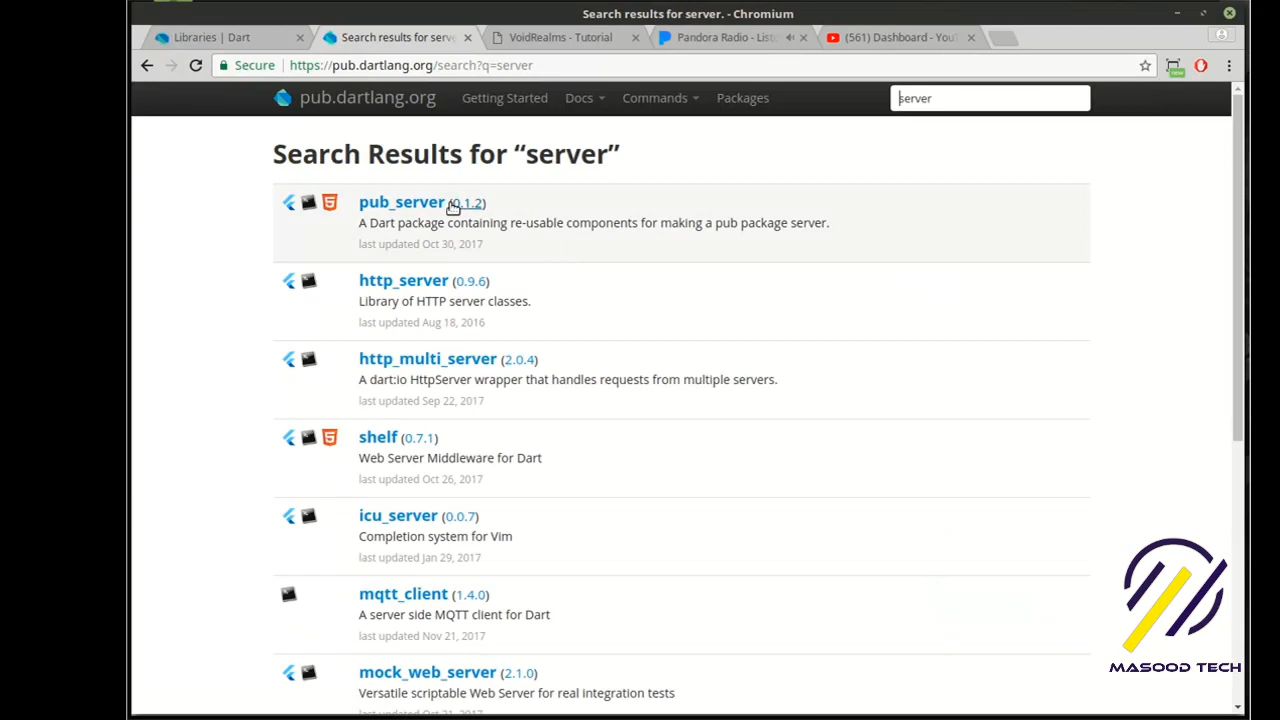 Search results for server. - Chromium
Libraries | Dart
Search results for serv
VoidRealms - Tutorial
Pandora Radio - List
(561) Dashboard - You
Secure https://pub.dartlang.org/search?q=server
new
pub.dartlang.org Getting Started Docs Commands Packages server
Search Results for “server”
pub_server (0.1.2)
A Dart package containing re-usable components for making a pub package server.
last updated Oct 30, 2017
http_server (0.9.6)
Library of HTTP server classes.
last updated Aug 18, 2016
http_multi_server (2.0.4)
A dart:io HttpServer wrapper that handles requests from multiple servers.
last updated Sep 22, 2017
shelf (0.7.1)
Web Server Middleware for Dart
last updated Oct 26, 2017
icu_server (0.0.7)
Completion system for Vim
last updated Jan 29, 2017
mqtt_client (1.4.0)
A server side MQTT client for Dart
last updated Nov 21, 2017
MASOOD TECH
mock_web_server (2.1.0)
Versatile scriptable Web Server for real integration tests